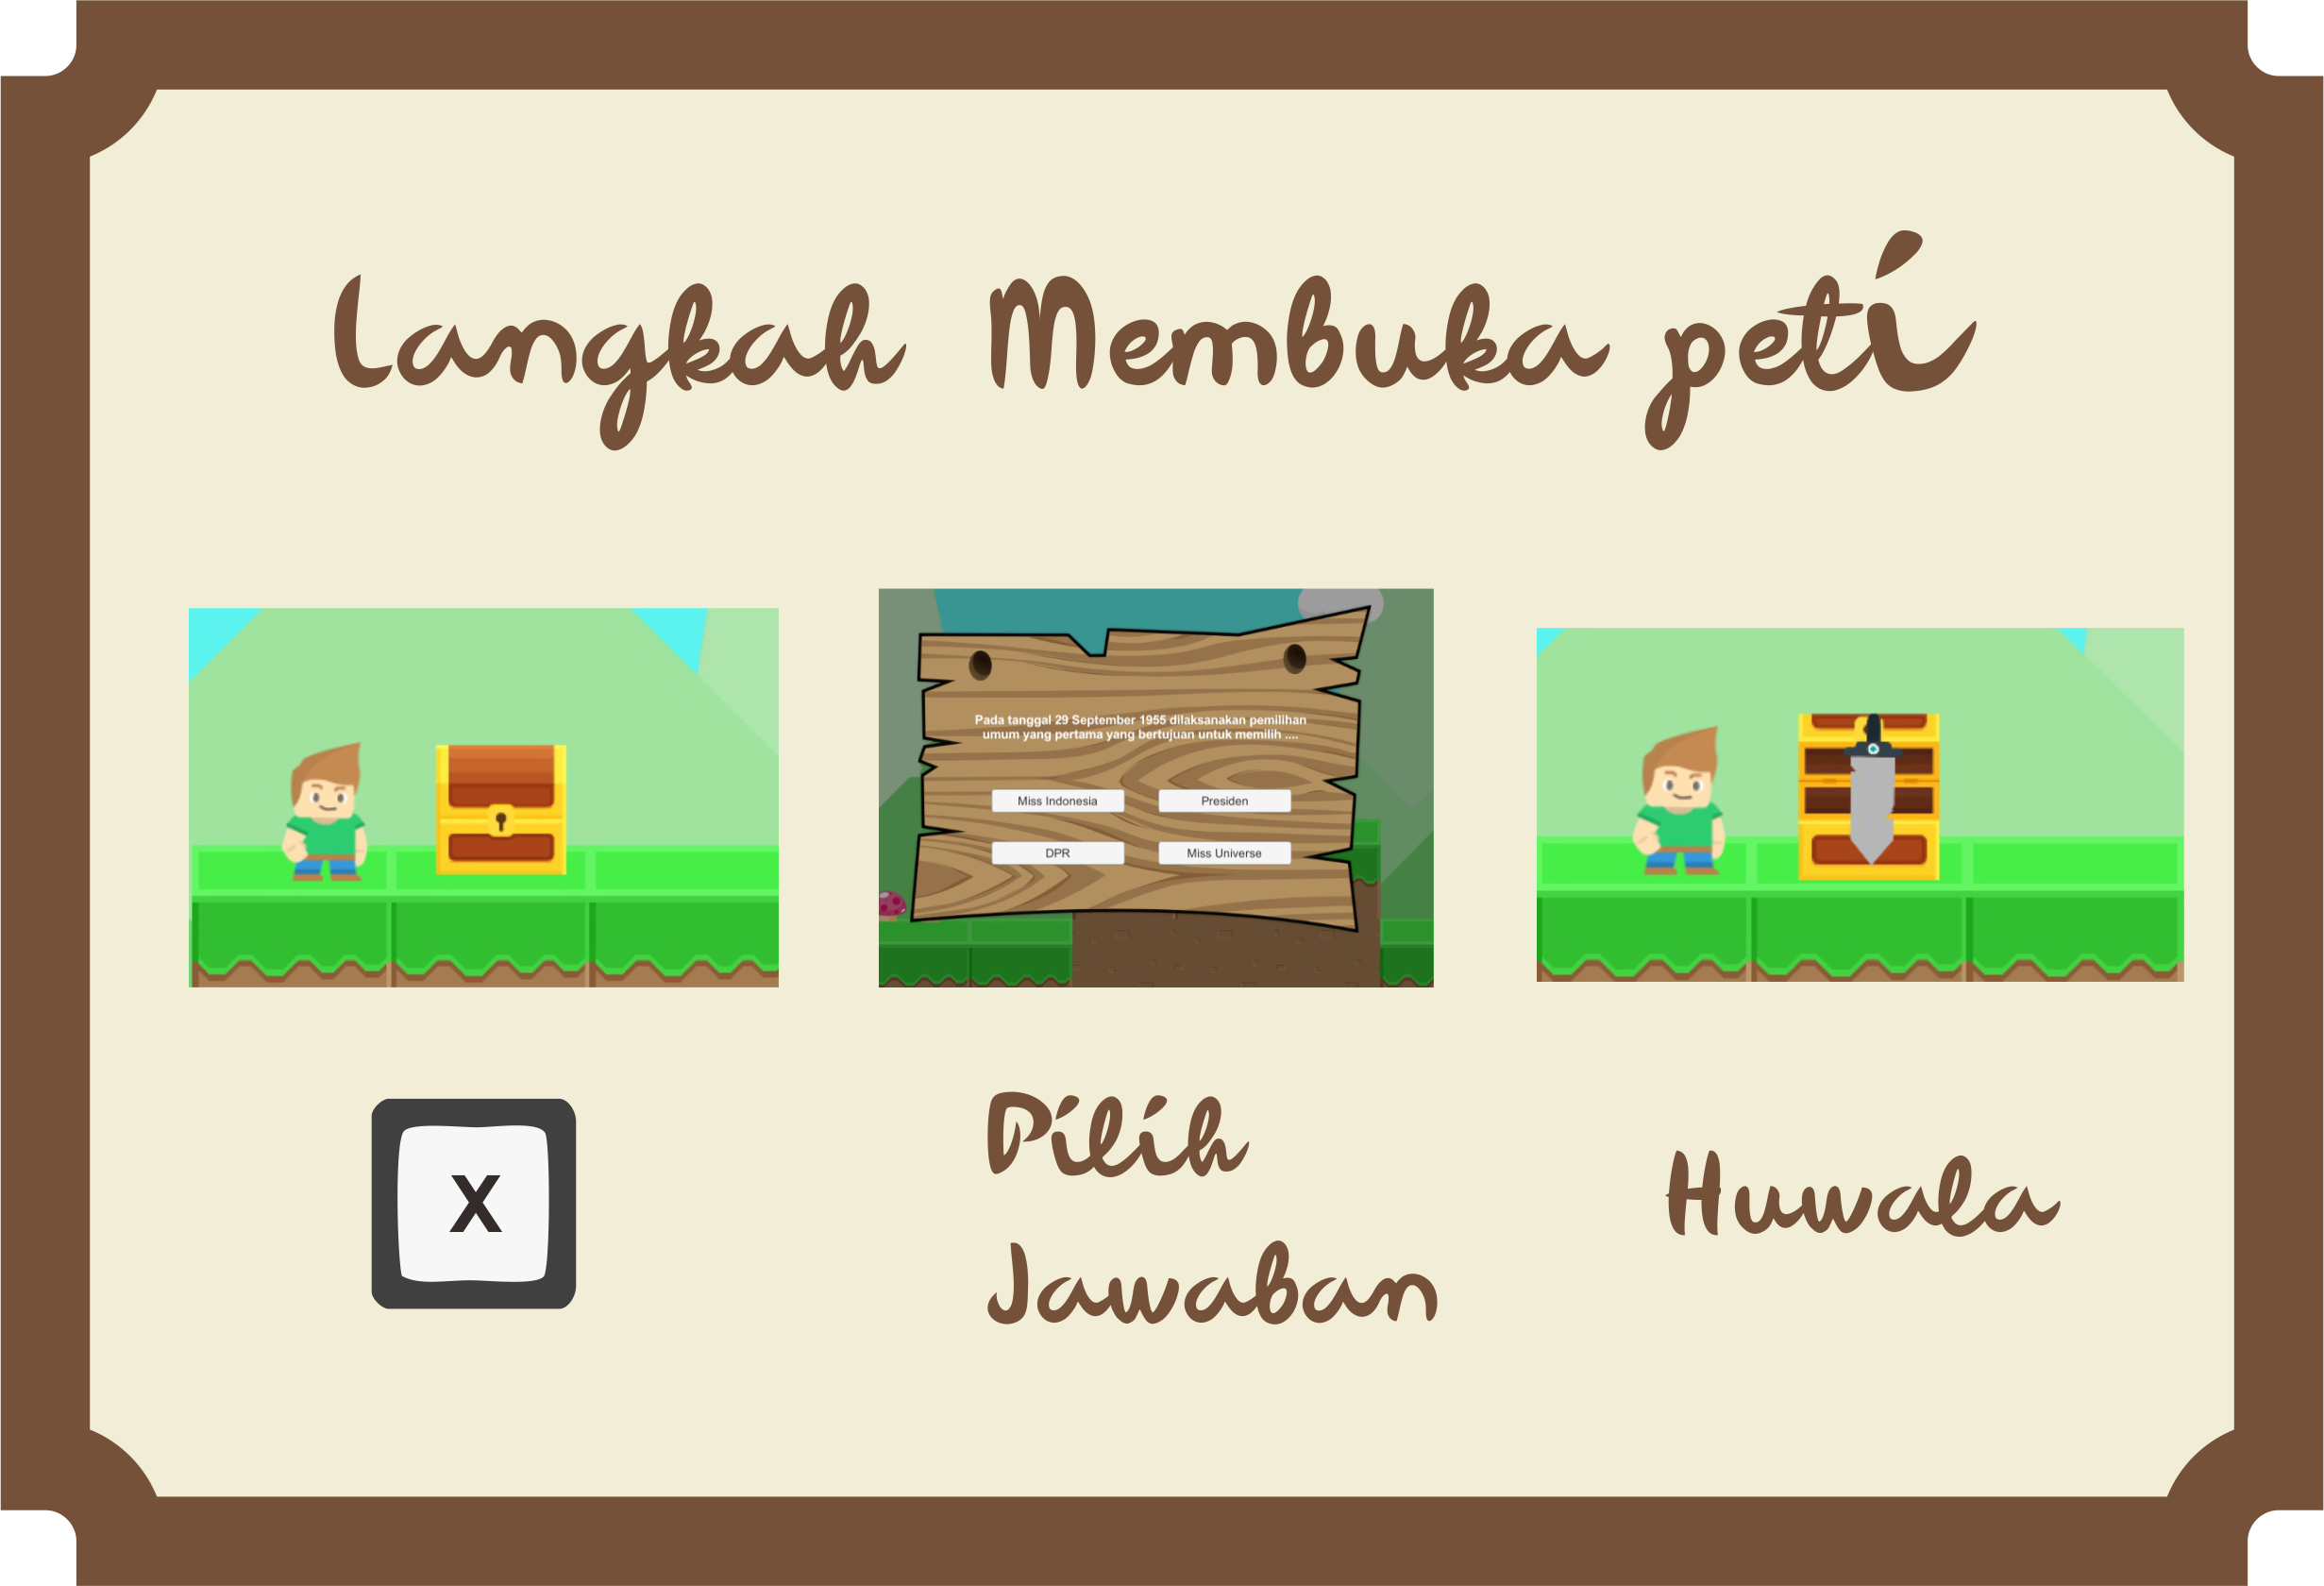 Langkah Membuka peti
Pada tanggal 29 September 1955 dilaksanakan pemilihan
umum yang pertama yang bertujuan untuk memilih ....
Miss Indonesia
Presiden
DPR
Miss Universe
X
Pilih
Jawaban
Huwala